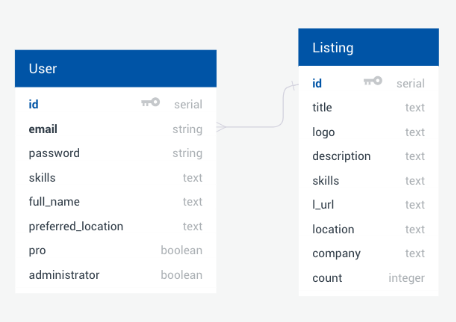 User
id serial
email string
password string
skills text
full_name text
preferred_location text
pro boolean
administrator boolean
Listing
id serial
title text
logo text
description text
skills text
l_url text
location text
company text
count integer